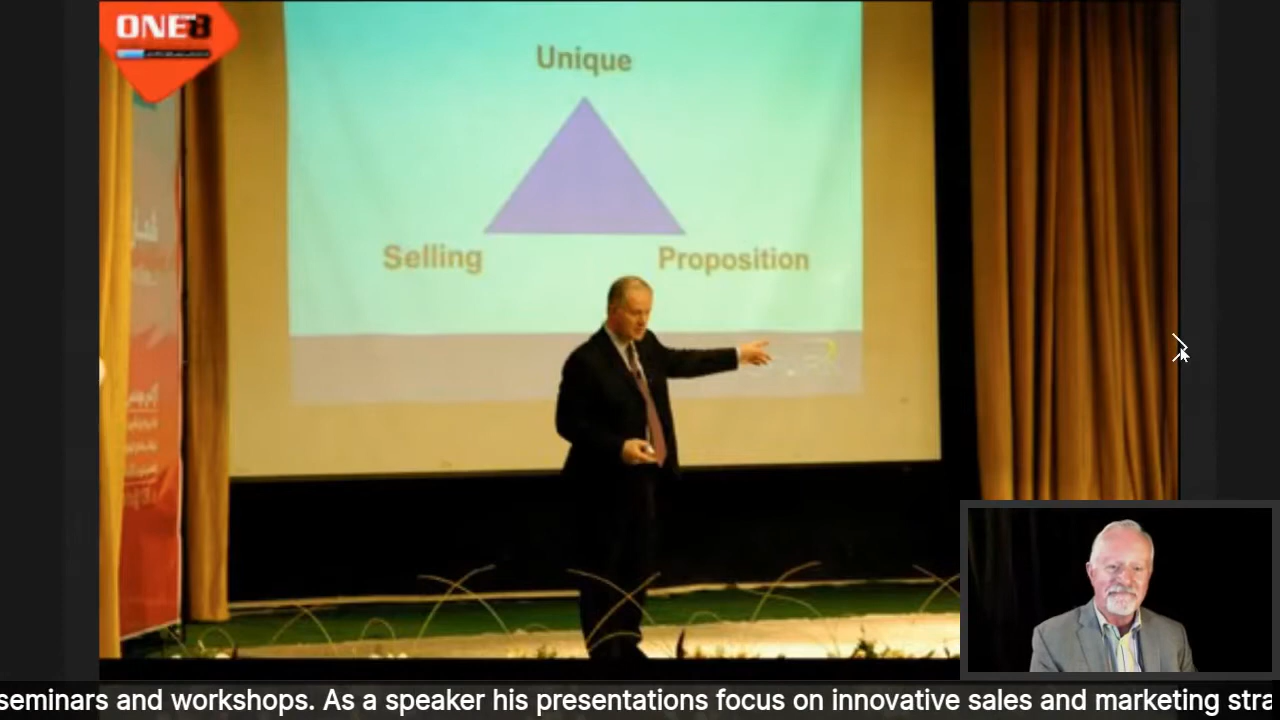 ONE8
Unique
Selling
Proposition
seminars and workshops. As a speaker his presentations focus on innovative sales and marketing stra